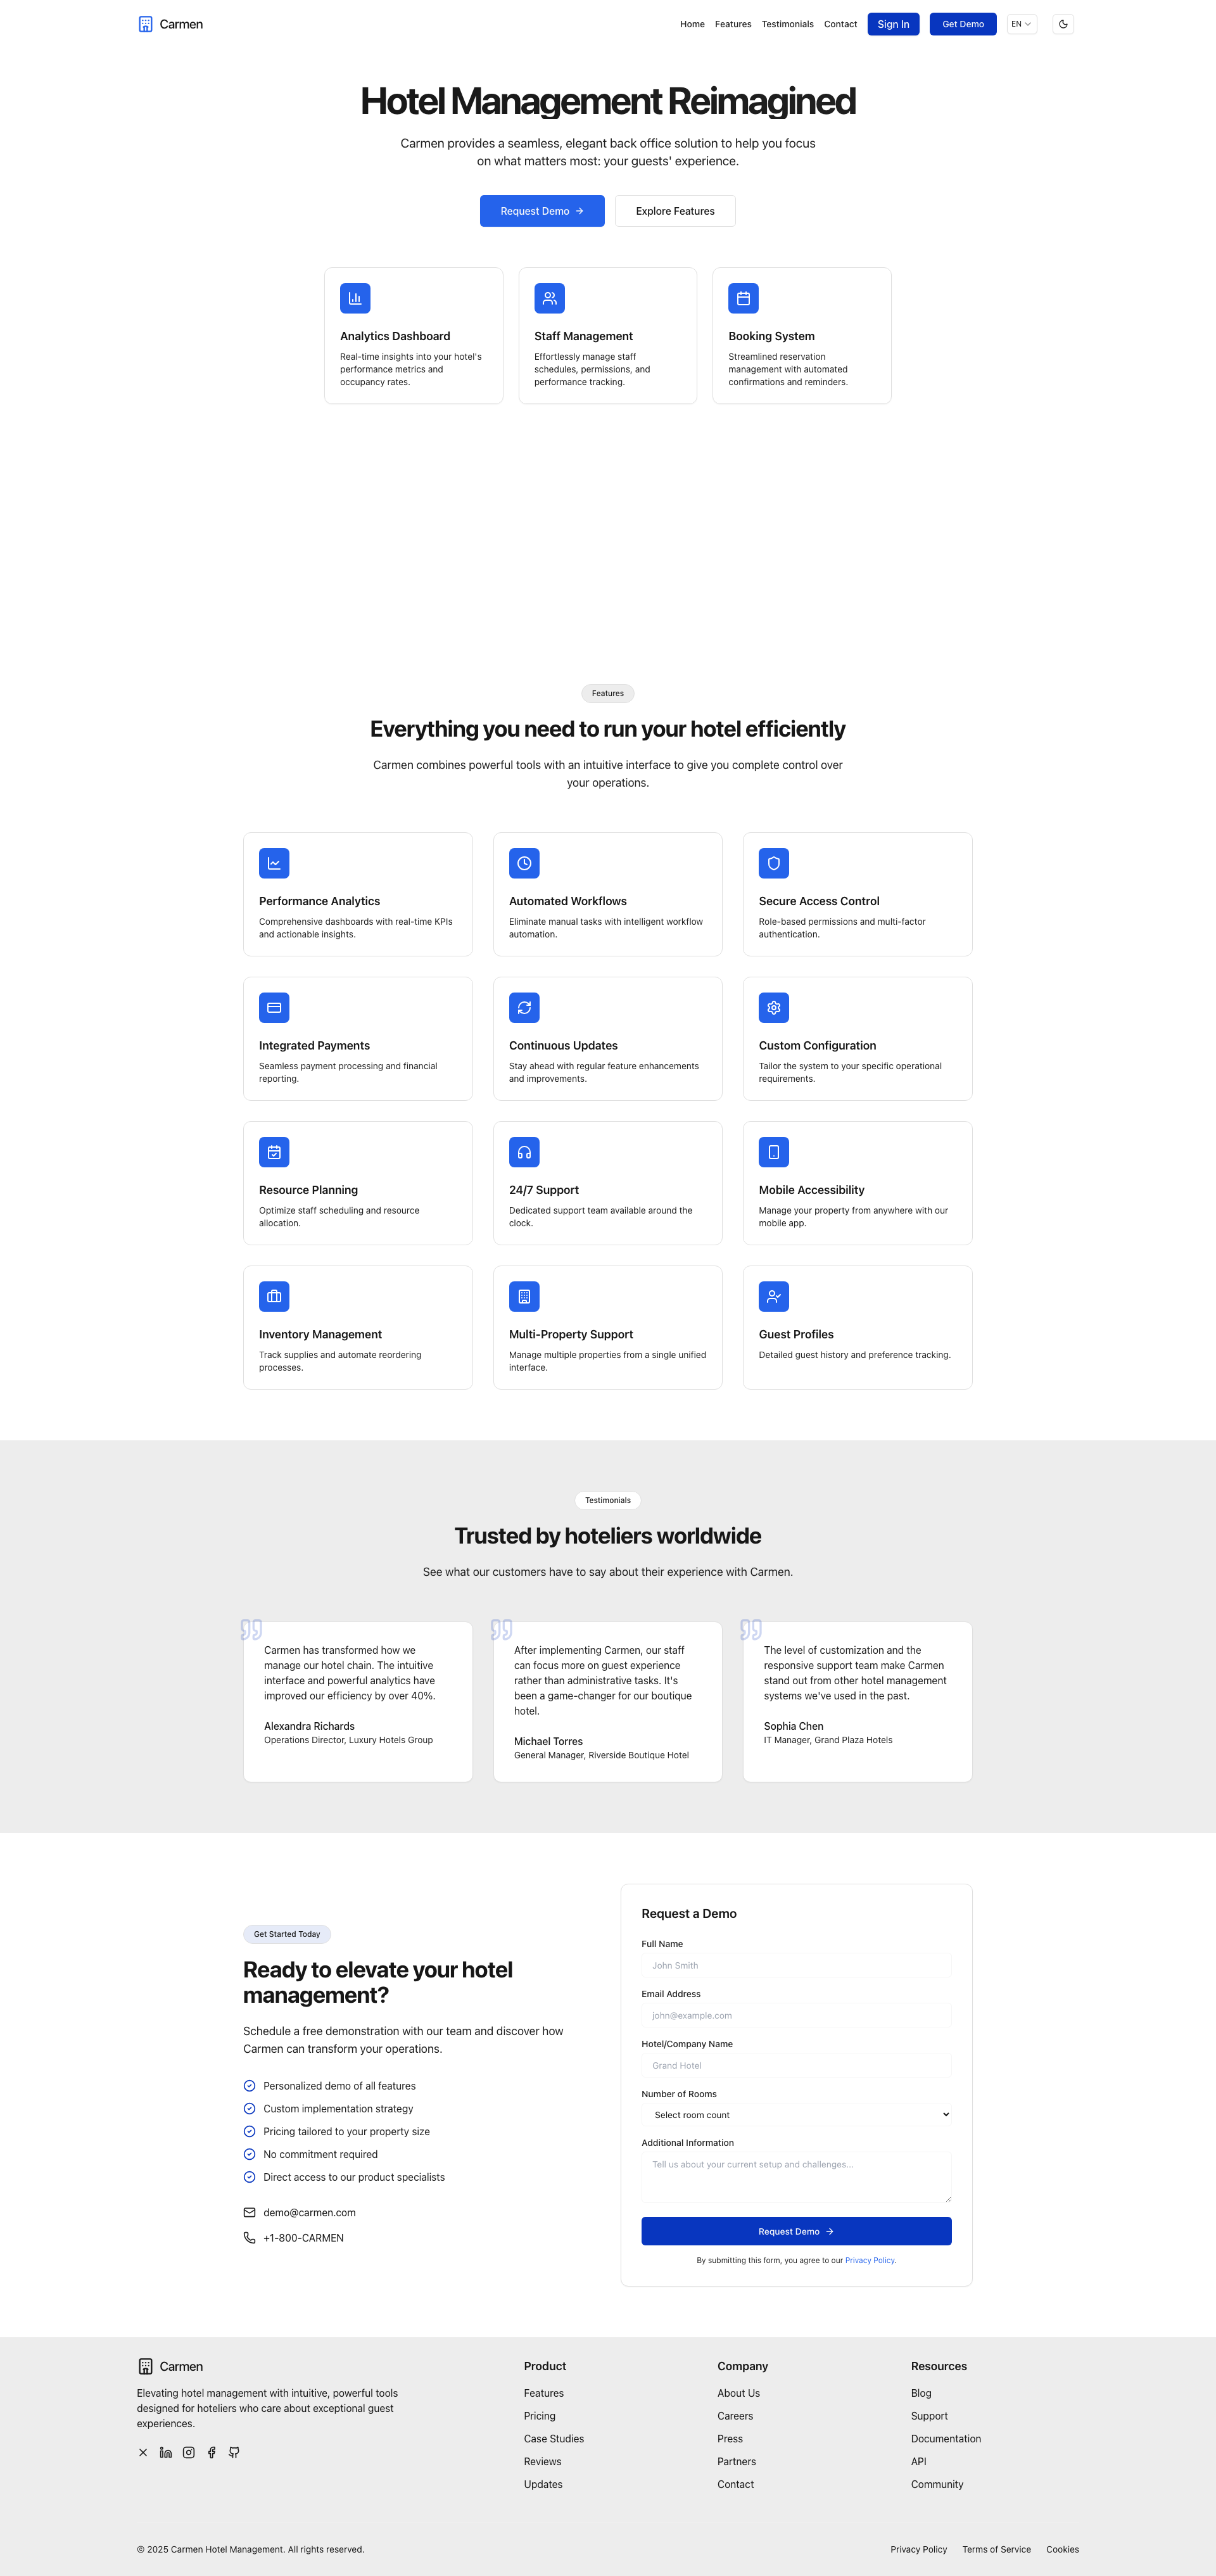 Carmen
Home
Features
Testimonials
Contact
Sign In
Get Demo
EN
Hotel Management Reimagined
Carmen provides a seamless, elegant back office solution to help you focus
on what matters most: your guests' experience.
Request Demo
Explore Features
Analytics Dashboard
Real-time insights into your hotel's
performance metrics and
occupancy rates.
Staff Management
Effortlessly manage staff
schedules, permissions, and
performance tracking.
Booking System
Streamlined reservation
management with automated
confirmations and reminders.
Features
Everything you need to run your hotel efficiently
Carmen combines powerful tools with an intuitive interface to give you complete control over
your operations.
Performance Analytics
Comprehensive dashboards with real-time KPIs
and actionable insights.
Automated Workflows
Eliminate manual tasks with intelligent workflow
automation.
Secure Access Control
Role-based permissions and multi-factor
authentication.
Integrated Payments
Seamless payment processing and financial
reporting.
Continuous Updates
Stay ahead with regular feature enhancements
and improvements.
Custom Configuration
Tailor the system to your specific operational
requirements.
Resource Planning
Optimize staff scheduling and resource
allocation.
24/7 Support
Dedicated support team available around the
clock.
Mobile Accessibility
Manage your property from anywhere with our
mobile app.
Inventory Management
Track supplies and automate reordering
processes.
Multi-Property Support
Manage multiple properties from a single unified
interface.
Guest Profiles
Detailed guest history and preference tracking.
Testimonials
Trusted by hoteliers worldwide
See what our customers have to say about their experience with Carmen.
Carmen has transformed how we
manage our hotel chain. The intuitive
interface and powerful analytics have
improved our efficiency by over 40%.
Alexandra Richards
Operations Director, Luxury Hotels Group
After implementing Carmen, our staff
can focus more on guest experience
rather than administrative tasks. It's
been a game-changer for our boutique
hotel.
Michael Torres
General Manager, Riverside Boutique Hotel
The level of customization and the
responsive support team make Carmen
stand out from other hotel management
systems we've used in the past.
Sophia Chen
IT Manager, Grand Plaza Hotels
Get Started Today
Ready to elevate your hotel
management?
Schedule a free demonstration with our team and discover how
Carmen can transform your operations.
Personalized demo of all features
Custom implementation strategy
Pricing tailored to your property size
No commitment required
Direct access to our product specialists
demo@carmen.com
+1-800-CARMEN
Request a Demo
Full Name
John Smith
Email Address
john@example.com
Hotel/Company Name
Grand Hotel
Number of Rooms
Select room count
Additional Information
Tell us about your current setup and challenges...
Request Demo
By submitting this form, you agree to our Privacy Policy.
Carmen
Elevating hotel management with intuitive, powerful tools
designed for hoteliers who care about exceptional guest
experiences.
Product
Features
Pricing
Case Studies
Reviews
Updates
Company
About Us
Careers
Press
Partners
Contact
Resources
Blog
Support
Documentation
API
Community
© 2025 Carmen Hotel Management. All rights reserved.
Privacy Policy
Terms of Service
Cookies